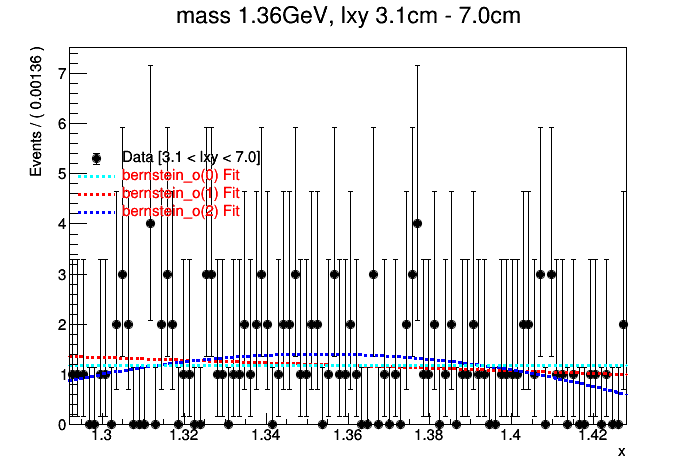 mass 1.36GeV, lxy 3.1cm - 7.0cm
Events / ( 0.00136 )
7
6
5
4
3
2
1
0
Data [3.1 < lxy < 7.0]
bernstein_o(0) Fit
bernstein_o(1) Fit
bernstein_o(2) Fit
1.3 1.32 1.34 1.36 1.38 1.4 1.42
x